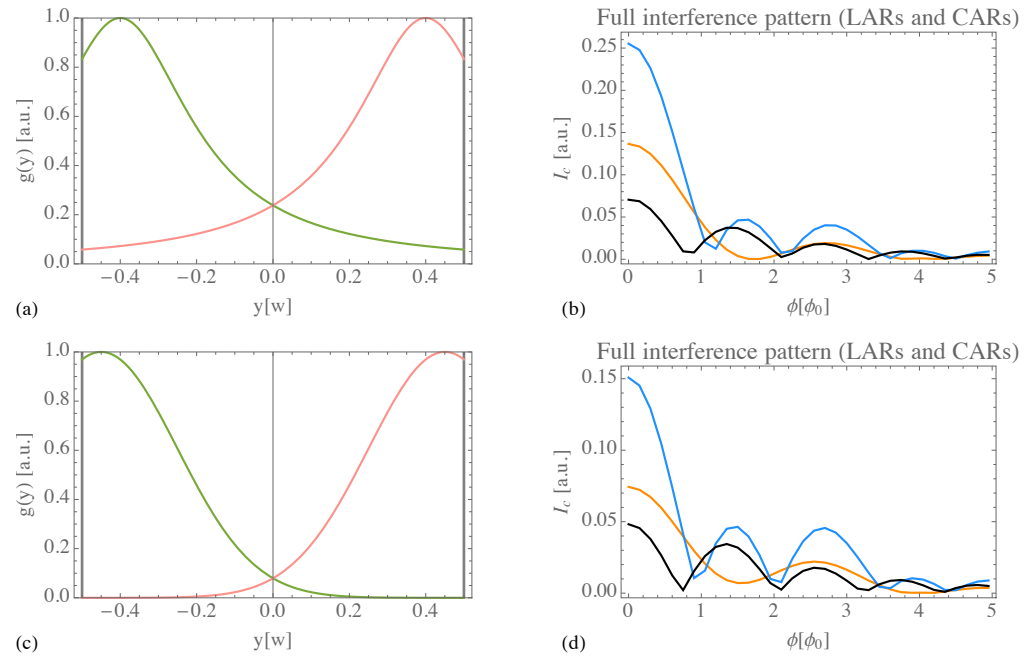 1.0
0.8
0.6
0.4
0.2
0.0
g(y) [a.u.]
−0.4 −0.2 0.0 0.2 0.4
y[w]
(a)
Full interference pattern (LARs and CARs)
0.25
0.20
0.15
0.10
0.05
0.00
I_c [a.u.]
0 1 2 3 4 5
ϕ[ϕ₀]
(b)
1.0
0.8
0.6
0.4
0.2
0.0
g(y) [a.u.]
−0.4 −0.2 0.0 0.2 0.4
y[w]
(c)
Full interference pattern (LARs and CARs)
0.15
0.10
0.05
0.00
I_c [a.u.]
0 1 2 3 4 5
ϕ[ϕ₀]
(d)